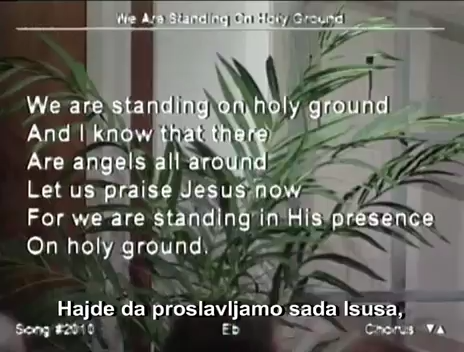 We Are Standing On Holy Ground
We are standing on holy ground
And I know that there
Are angels all around
Let us praise Jesus now
For we are standing in His presence
On holy ground.
Hajde da proslavljamo sada Isusa,
Song #2010 Eb Chorus ▼▲